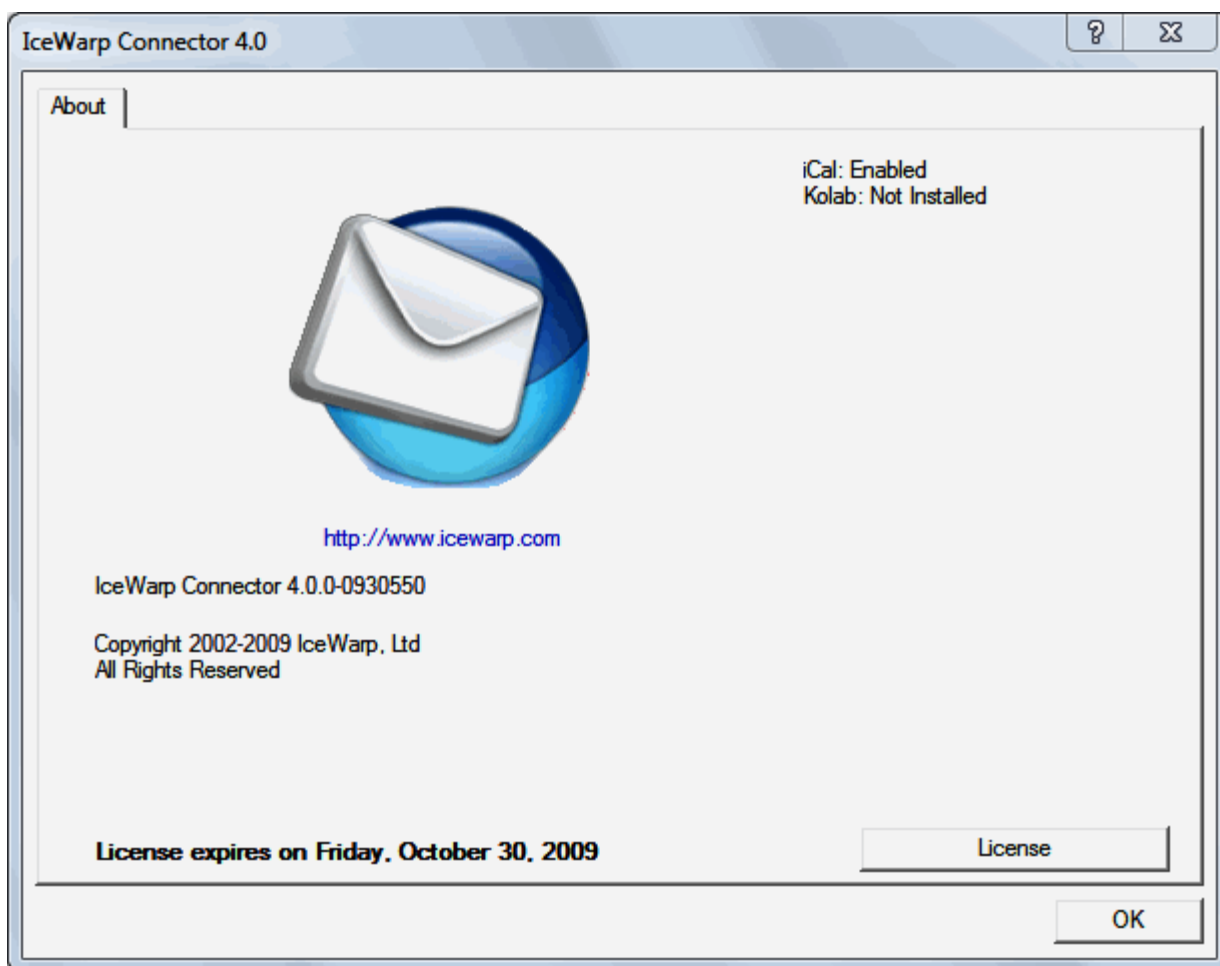 IceWarp Connector 4.0
?
About
iCal: Enabled
Kolab: Not Installed
http://www.icewarp.com
IceWarp Connector 4.0.0-0930550
Copyright 2002-2009 IceWarp, Ltd
All Rights Reserved
License expires on Friday, October 30, 2009
License
OK